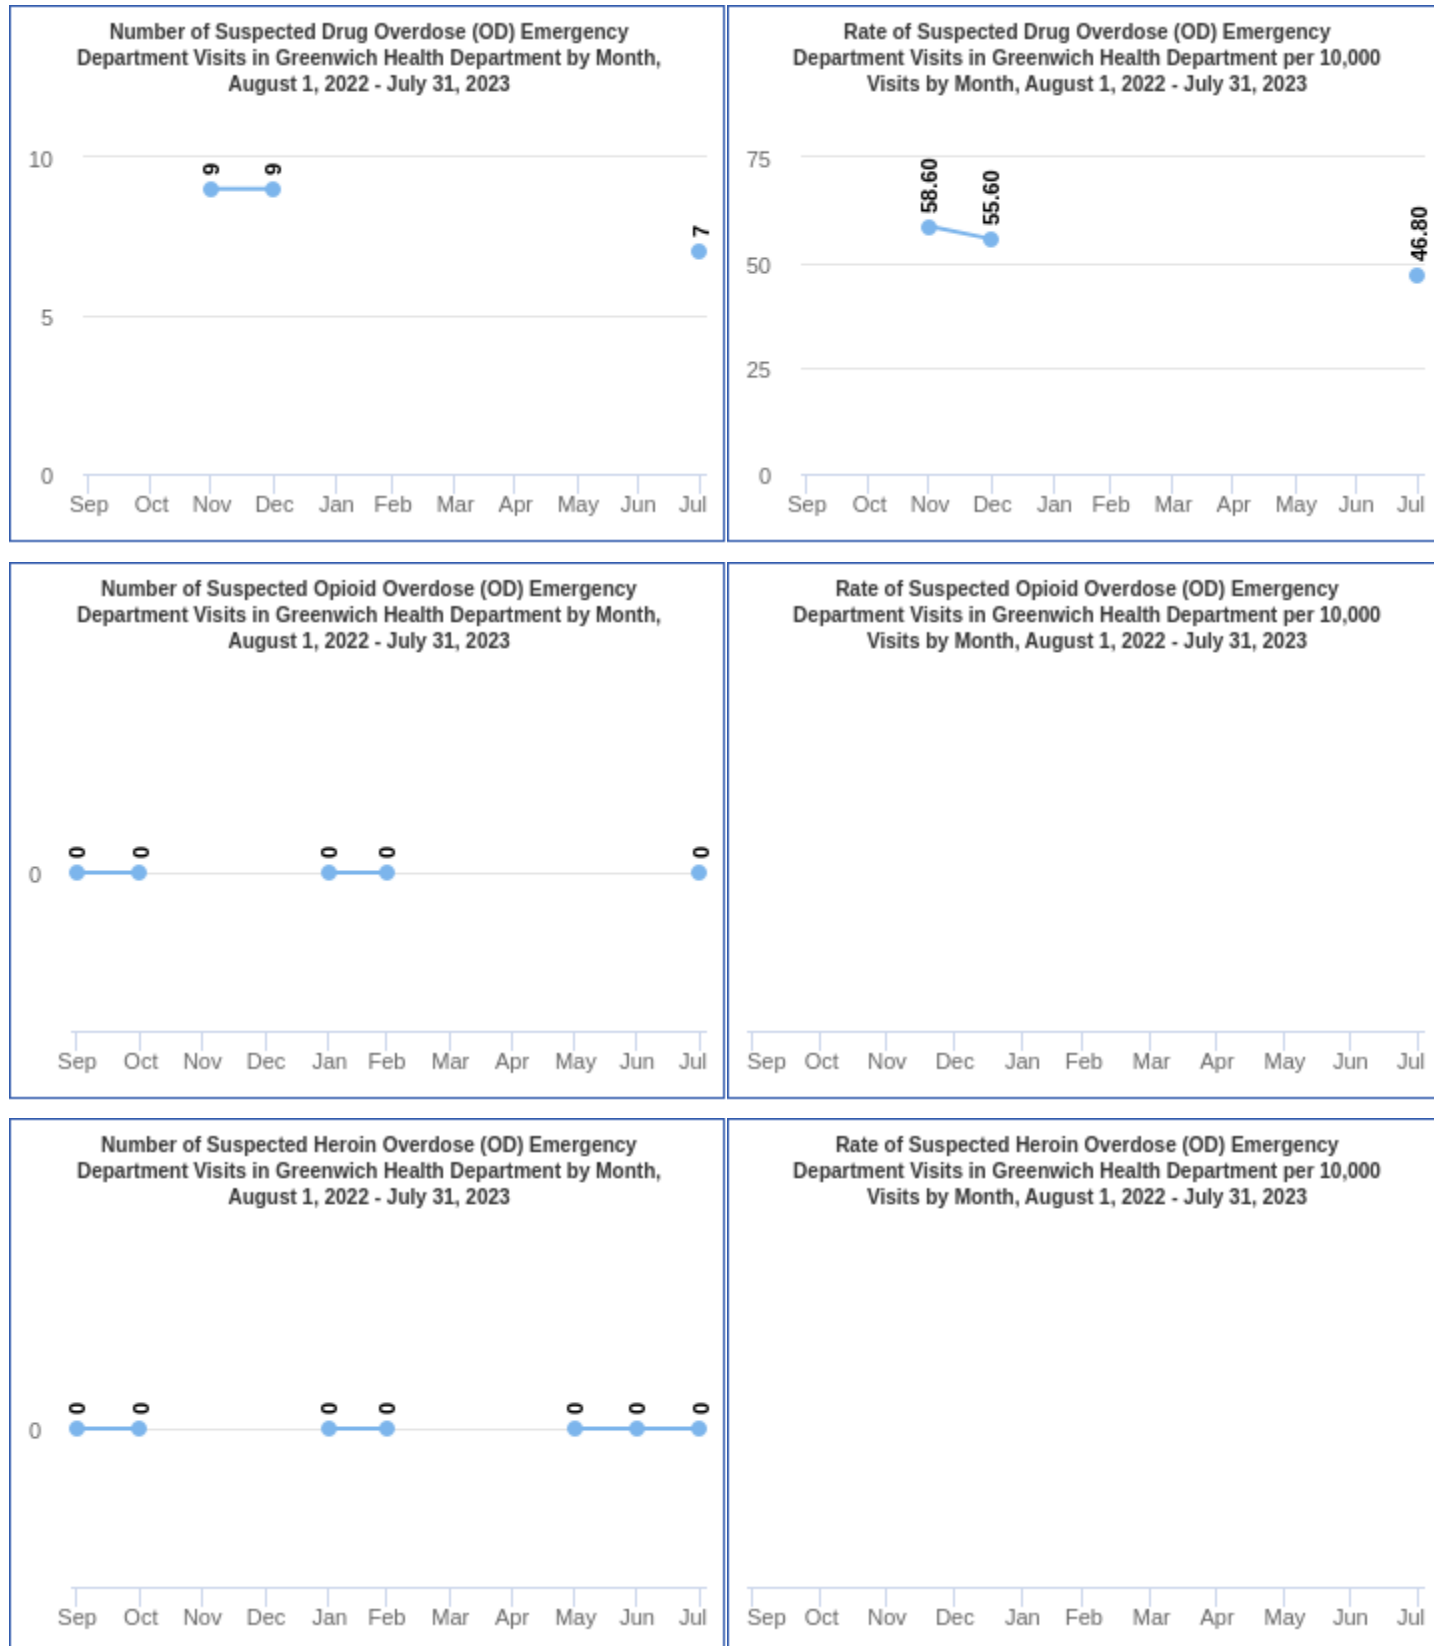 Number of Suspected Drug Overdose (OD) Emergency
Department Visits in Greenwich Health Department by Month,
August 1, 2022 - July 31, 2023
10
5
0
9
9
7
Sep Oct Nov Dec Jan Feb Mar Apr May Jun Jul
Rate of Suspected Drug Overdose (OD) Emergency
Department Visits in Greenwich Health Department per 10,000
Visits by Month, August 1, 2022 - July 31, 2023
75
50
25
0
58.60
55.60
46.80
Sep Oct Nov Dec Jan Feb Mar Apr May Jun Jul
Number of Suspected Opioid Overdose (OD) Emergency
Department Visits in Greenwich Health Department by Month,
August 1, 2022 - July 31, 2023
0
0 0 0 0 0
Sep Oct Nov Dec Jan Feb Mar Apr May Jun Jul
Rate of Suspected Opioid Overdose (OD) Emergency
Department Visits in Greenwich Health Department per 10,000
Visits by Month, August 1, 2022 - July 31, 2023
Sep Oct Nov Dec Jan Feb Mar Apr May Jun Jul
Number of Suspected Heroin Overdose (OD) Emergency
Department Visits in Greenwich Health Department by Month,
August 1, 2022 - July 31, 2023
0
0 0 0 0 0 0 0
Sep Oct Nov Dec Jan Feb Mar Apr May Jun Jul
Rate of Suspected Heroin Overdose (OD) Emergency
Department Visits in Greenwich Health Department per 10,000
Visits by Month, August 1, 2022 - July 31, 2023
Sep Oct Nov Dec Jan Feb Mar Apr May Jun Jul